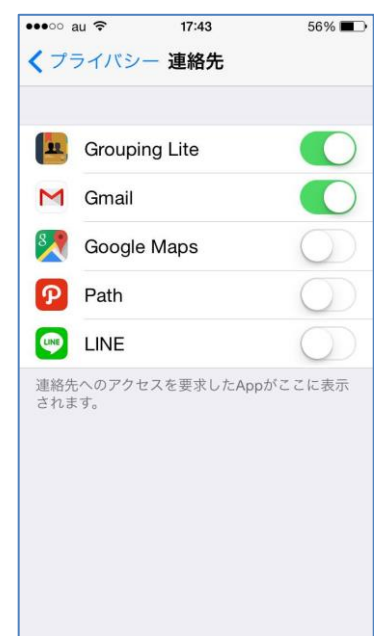 au 17:43 56%
プライバシー 連絡先
Grouping Lite
Gmail
8 Google Maps
Path
LINE LINE
連絡先へのアクセスを要求したAppがここに表示
されます。